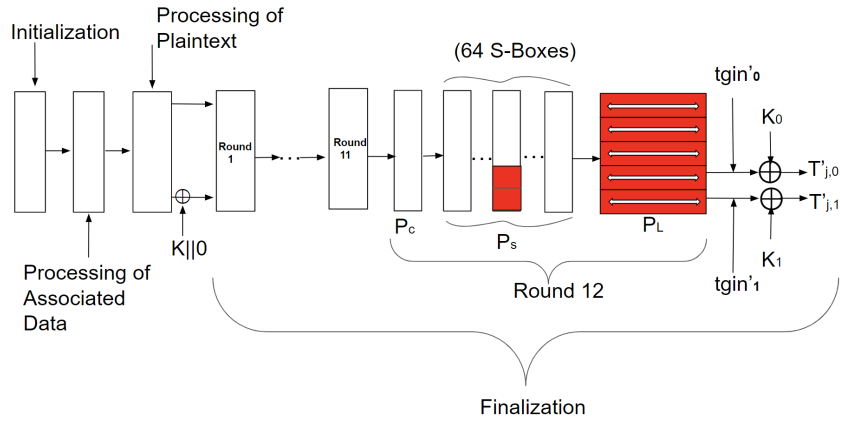 Initialization
Processing of
Plaintext
(64 S-Boxes)
tgin'₀
K₀
Round
1
...
Round
11
...
...
T'j,0
T'j,1
K||0
Pc
Ps
PL
K₁
Processing of
Associated
Data
Round 12
tgin'₁
Finalization